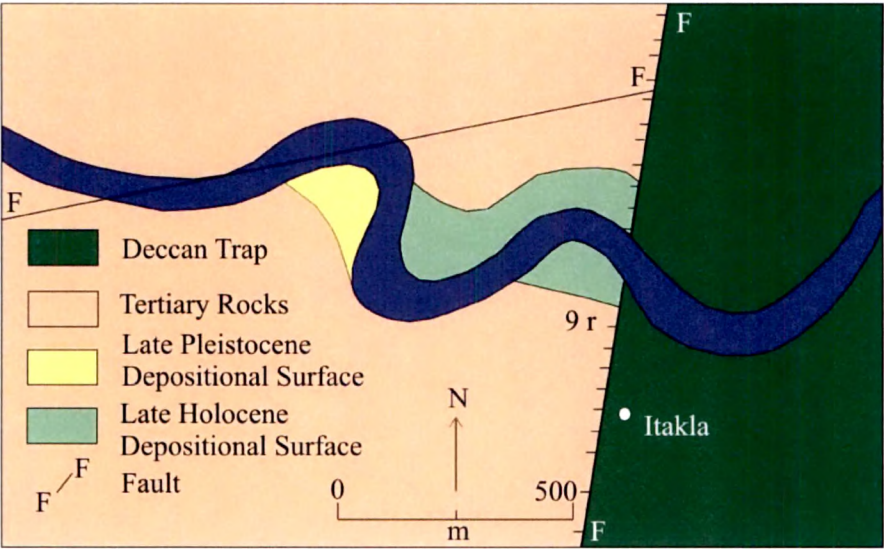 F
F
F
Deccan Trap
Tertiary Rocks
9 r
Late Pleistocene
Depositional Surface
Late Holocene
Depositional Surface
N
Itakla
F
F
Fault
0
500
m
F